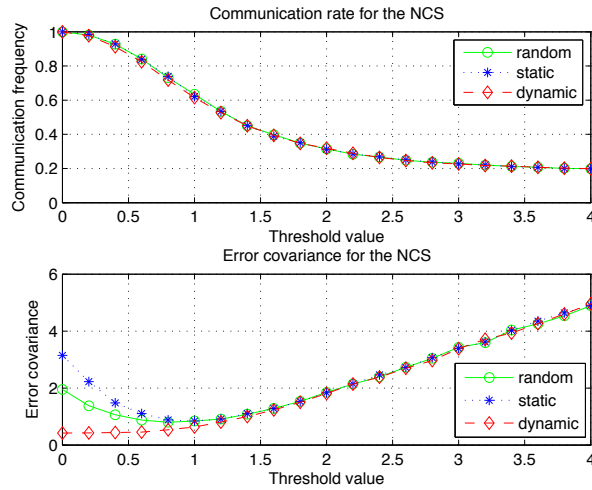 Communication rate for the NCS
Communication frequency
1
0.8
0.6
0.4
0.2
0
random
static
dynamic
0 0.5 1 1.5 2 2.5 3 3.5 4
Threshold value
Error covariance for the NCS
Error covariance
6
4
2
0
random
static
dynamic
0 0.5 1 1.5 2 2.5 3 3.5 4
Threshold value